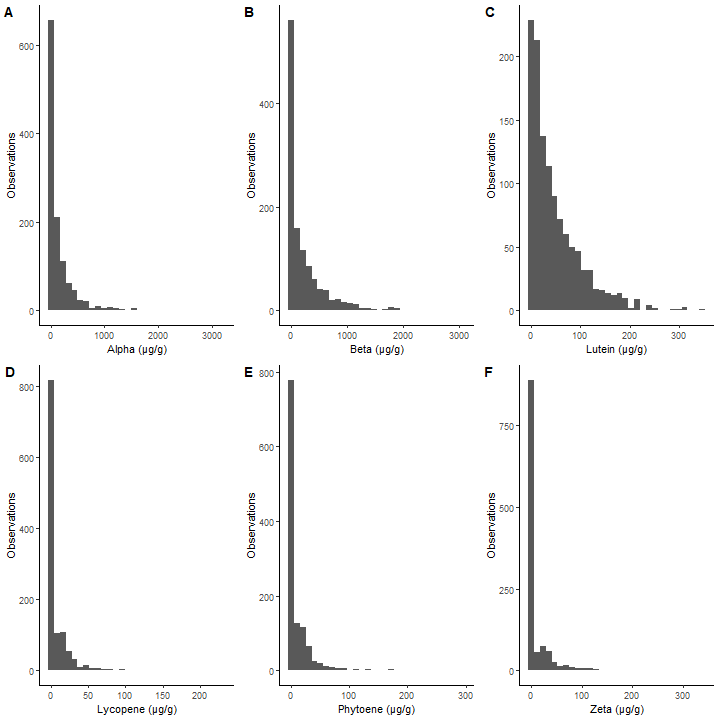 A
Observations
600
400
200
0
0 1000 2000 3000
Alpha (µg/g)
B
Observations
400
200
0
0 1000 2000 3000
Beta (µg/g)
C
Observations
200
150
100
50
0
0 100 200 300
Lutein (µg/g)
D
Observations
800
600
400
200
0
0 50 100 150 200
Lycopene (µg/g)
E
Observations
800
600
400
200
0
0 100 200 300
Phytoene (µg/g)
F
Observations
750
500
250
0
0 100 200 300
Zeta (µg/g)